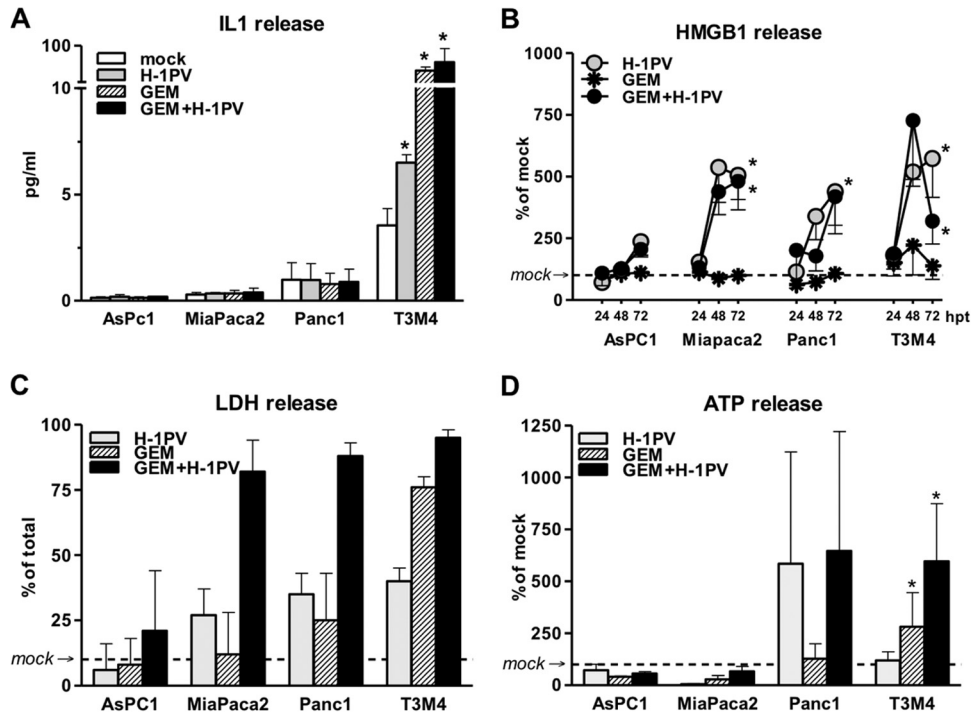 A
IL1 release
mock
H-1PV
GEM
GEM+H-1PV
pg/ml
100
10
5
0
* * *
AsPc1 MiaPaca2 Panc1 T3M4
B
HMGB1 release
H-1PV
GEM
GEM+H-1PV
% of mock
1000
750
500
250
0
mock→
* * * * *
24 48 72 24 48 72 24 48 72 24 48 72 hpt
AsPC1 Miapaca2 Panc1 T3M4
C
LDH release
H-1PV
GEM
GEM+H-1PV
% of total
100
75
50
25
0
mock→
AsPC1 MiaPaca2 Panc1 T3M4
D
ATP release
H-1PV
GEM
GEM+H-1PV
% of mock
1250
1000
750
500
250
0
mock→
* *
AsPC1 MiaPaca2 Panc1 T3M4